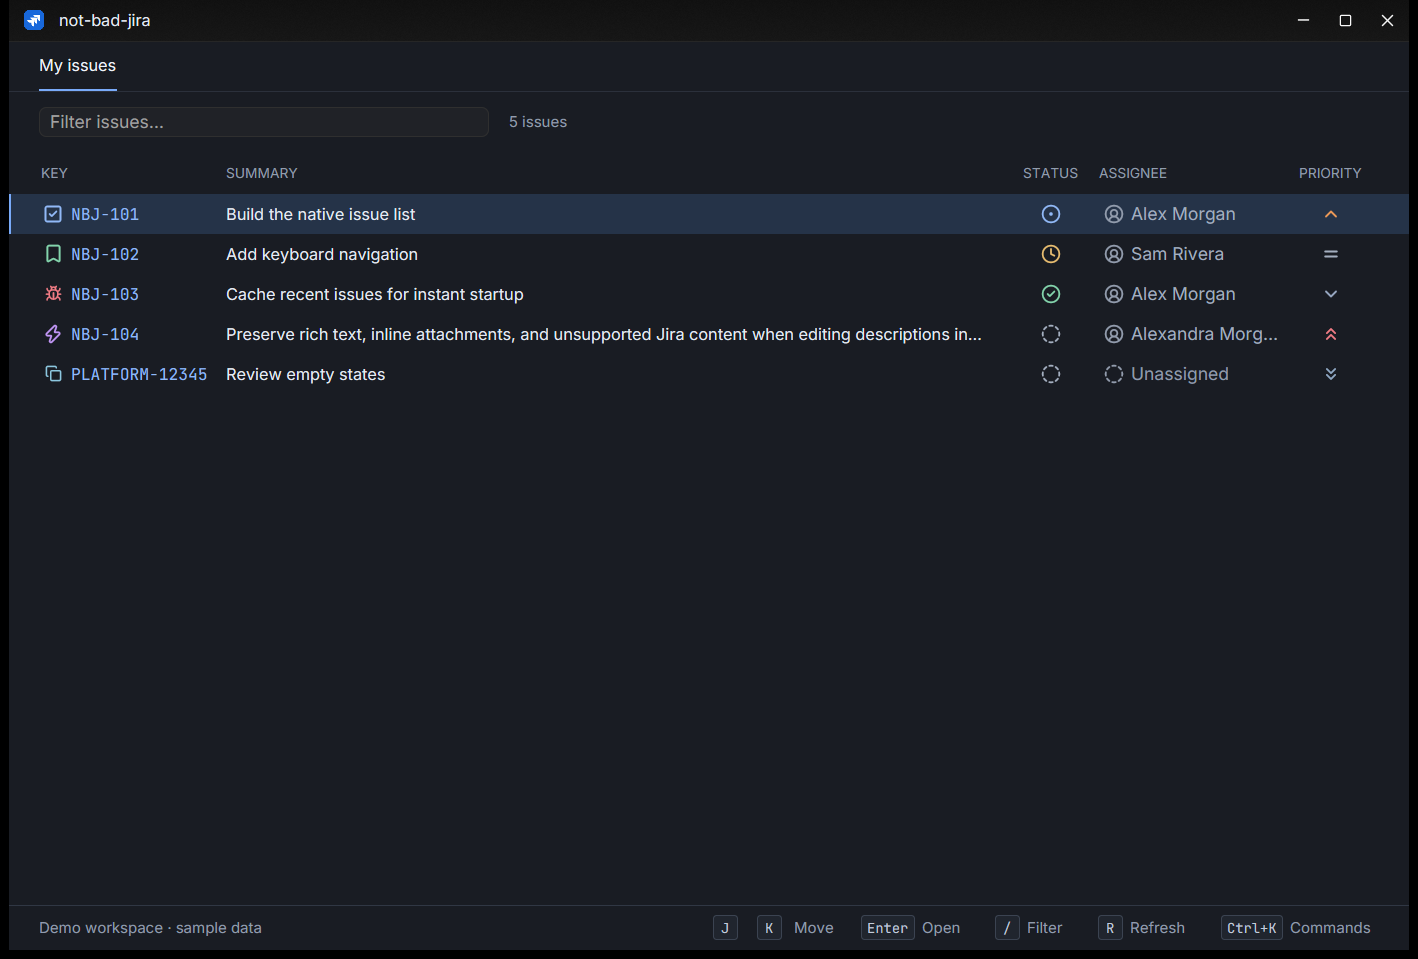 not-bad-jira
My issues
Filter issues...
5 issues
KEY SUMMARY STATUS ASSIGNEE PRIORITY
NBJ-101 Build the native issue list Alex Morgan
NBJ-102 Add keyboard navigation Sam Rivera
NBJ-103 Cache recent issues for instant startup Alex Morgan
NBJ-104 Preserve rich text, inline attachments, and unsupported Jira content when editing descriptions in... Alexandra Morg...
PLATFORM-12345 Review empty states Unassigned
Demo workspace · sample data J K Move Enter Open / Filter R Refresh Ctrl+K Commands